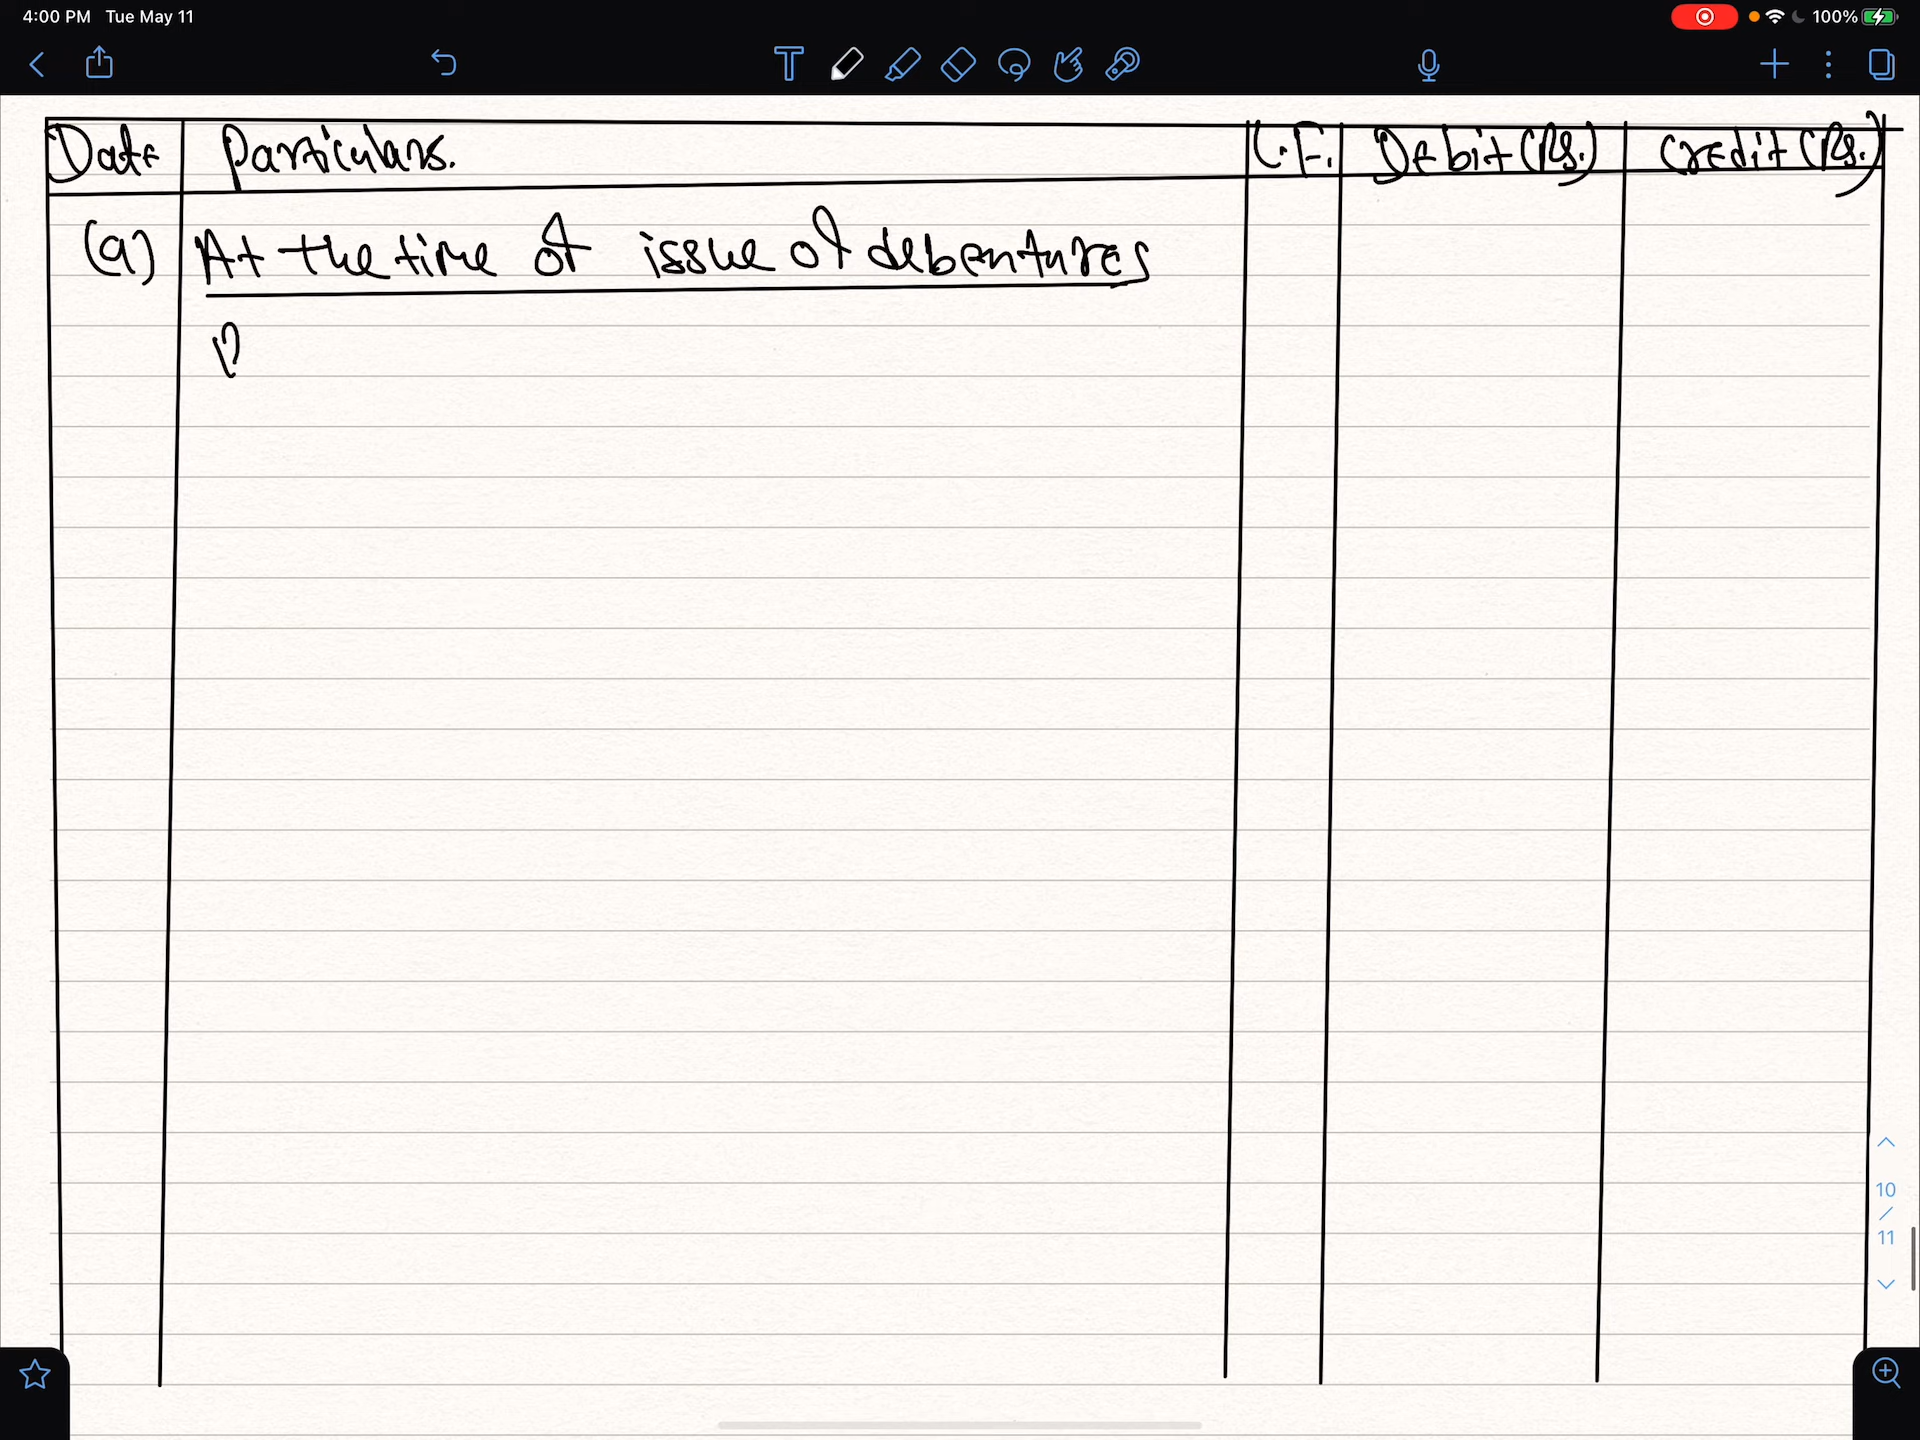 4:00 PM Tue May 11 100%
Date Particulars. L.F. Debit (Rs.) Credit (Rs.)
(a) At the time of issue of debentures
10
/
11